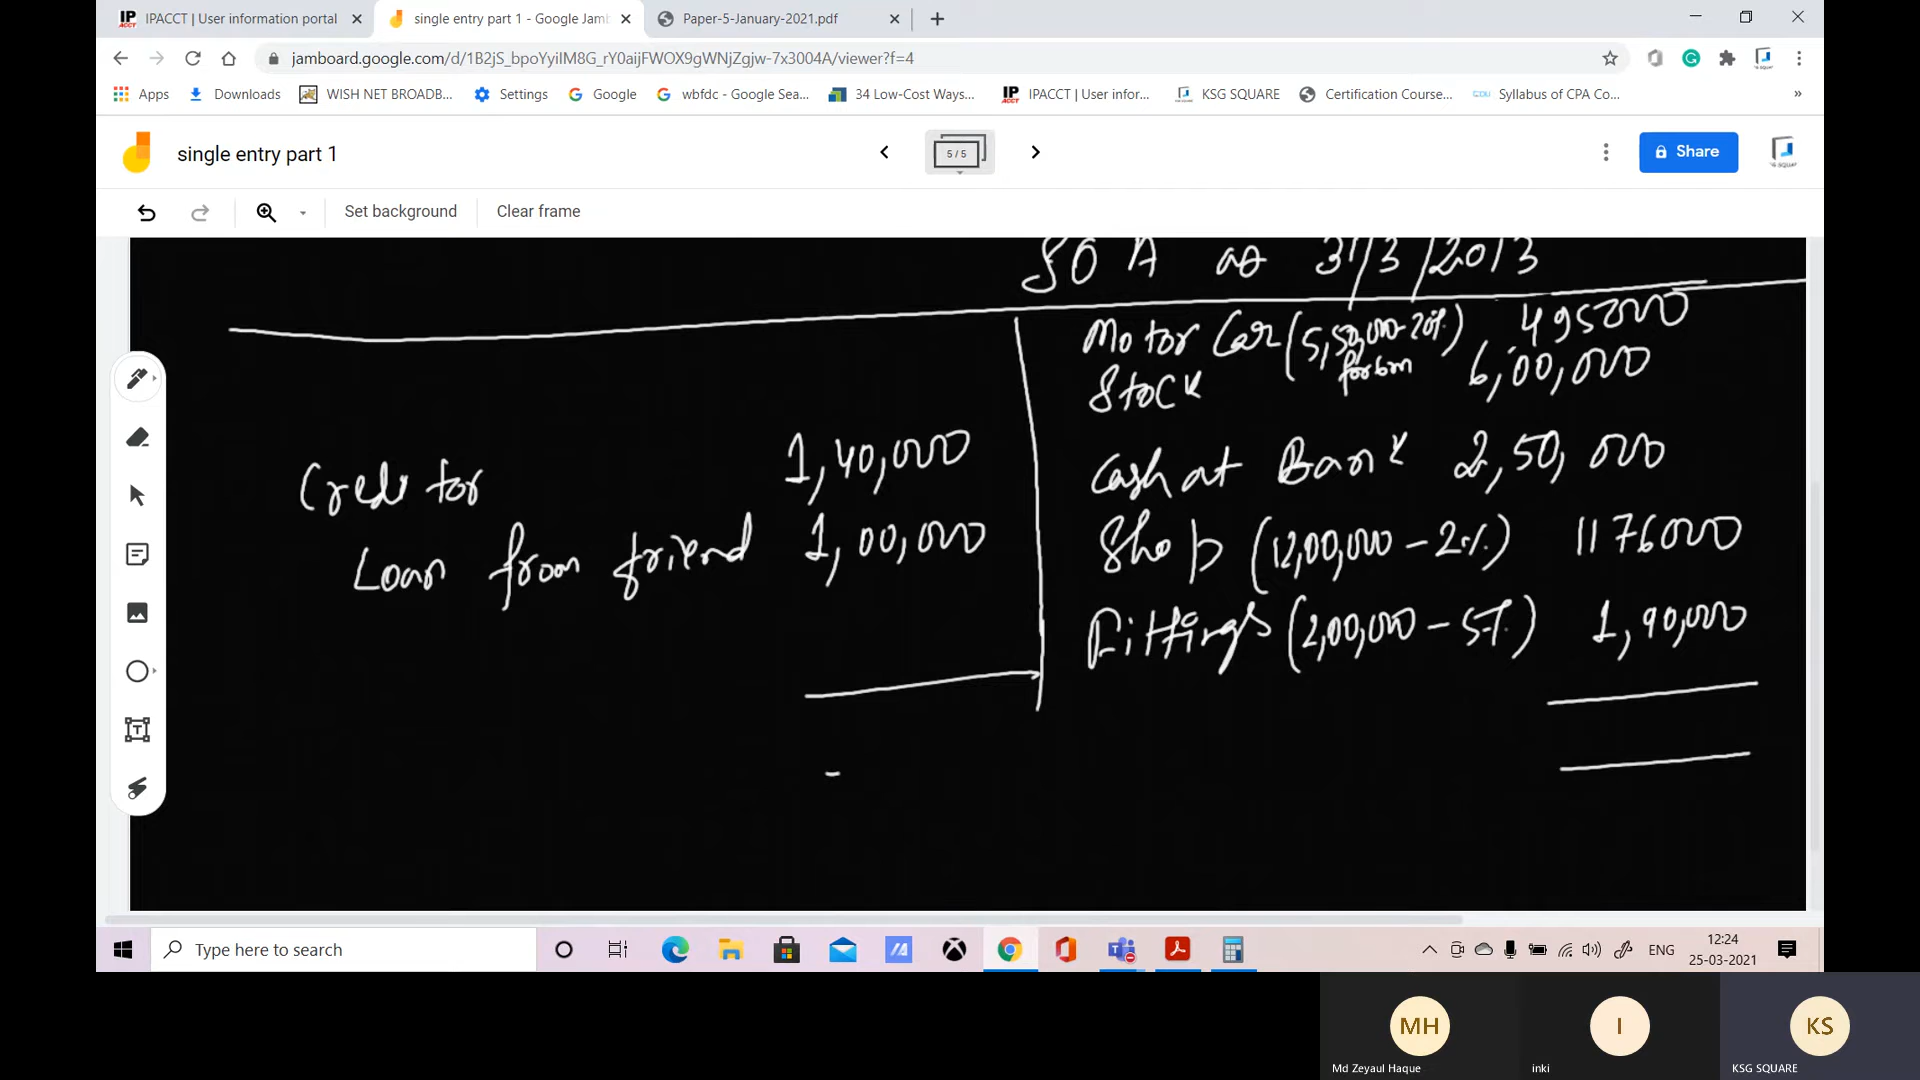 IPACCT | User information portal
single entry part 1 - Google Jamb
Paper-5-January-2021.pdf
jamboard.google.com/d/1B2jS_bpoYyiIM8G_rY0aijFWOX9gWNjZgjw-7x3004A/viewer?f=4
Apps
Downloads
WISH NET BROADB...
Settings
Google
wbfdc - Google Sea...
34 Low-Cost Ways...
IPACCT | User infor...
KSG SQUARE
Certification Course...
Syllabus of CPA Co...
single entry part 1
5 / 5
Share
Set background
Clear frame
SOA as 31/3/2013
Motor Car (5,50,000-20%) 495000
for 6m
Stock 6,00,000
Creditor 1,40,000
Cash at Bank 2,50,000
Loan from friend 1,00,000
Shop (12,00,000 - 2%) 1176000
Fittings (2,00,000 - 5%) 1,90,000
Type here to search
ENG
12:24
25-03-2021
MH
I
KS
Md Zeyaul Haque
inki
KSG SQUARE